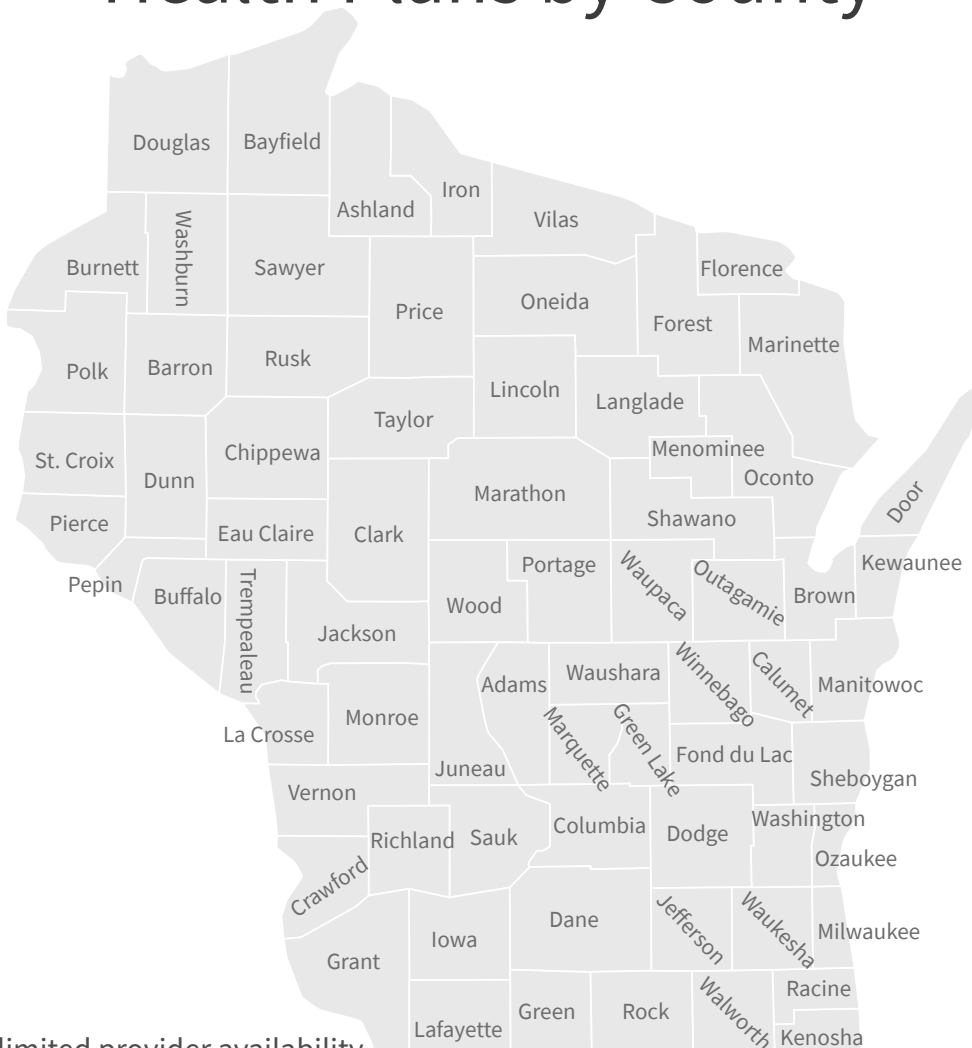 Health Plans by County
Douglas
Bayfield
Iron
Ashland
Vilas
Washburn
Burnett
Sawyer
Florence
Price
Oneida
Forest
Marinette
Polk
Barron
Rusk
Lincoln
Langlade
Taylor
Menominee
St. Croix
Chippewa
Dunn
Oconto
Marathon
Door
Pierce
Eau Claire
Clark
Shawano
Portage
Kewaunee
Pepin
Buffalo
Trempealeau
Wood
Waupaca
Outagamie
Brown
Jackson
Adams
Waushara
Winnebago
Calumet
Manitowoc
La Crosse
Monroe
Marquette
Green Lake
Fond du Lac
Juneau
Sheboygan
Vernon
Richland
Sauk
Columbia
Dodge
Washington
Ozaukee
Crawford
Iowa
Dane
Jefferson
Waukesha
Milwaukee
Grant
Racine
Lafayette
Green
Rock
Walworth
Kenosha
limited provider availability